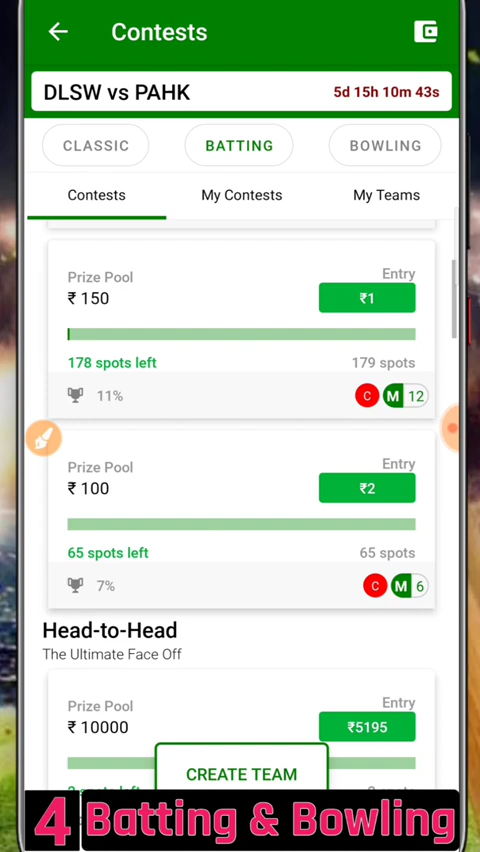 Contests
DLSW vs PAHK 5d 15h 10m 43s
CLASSIC BATTING BOWLING
Contests My Contests My Teams
Prize Pool Entry
₹ 150 ₹1
178 spots left 179 spots
11% C M 12
Prize Pool Entry
₹ 100 ₹2
65 spots left 65 spots
7% C M 6
Head-to-Head
The Ultimate Face Off
Prize Pool Entry
₹ 10000 ₹5195
CREATE TEAM
4 Batting & Bowling